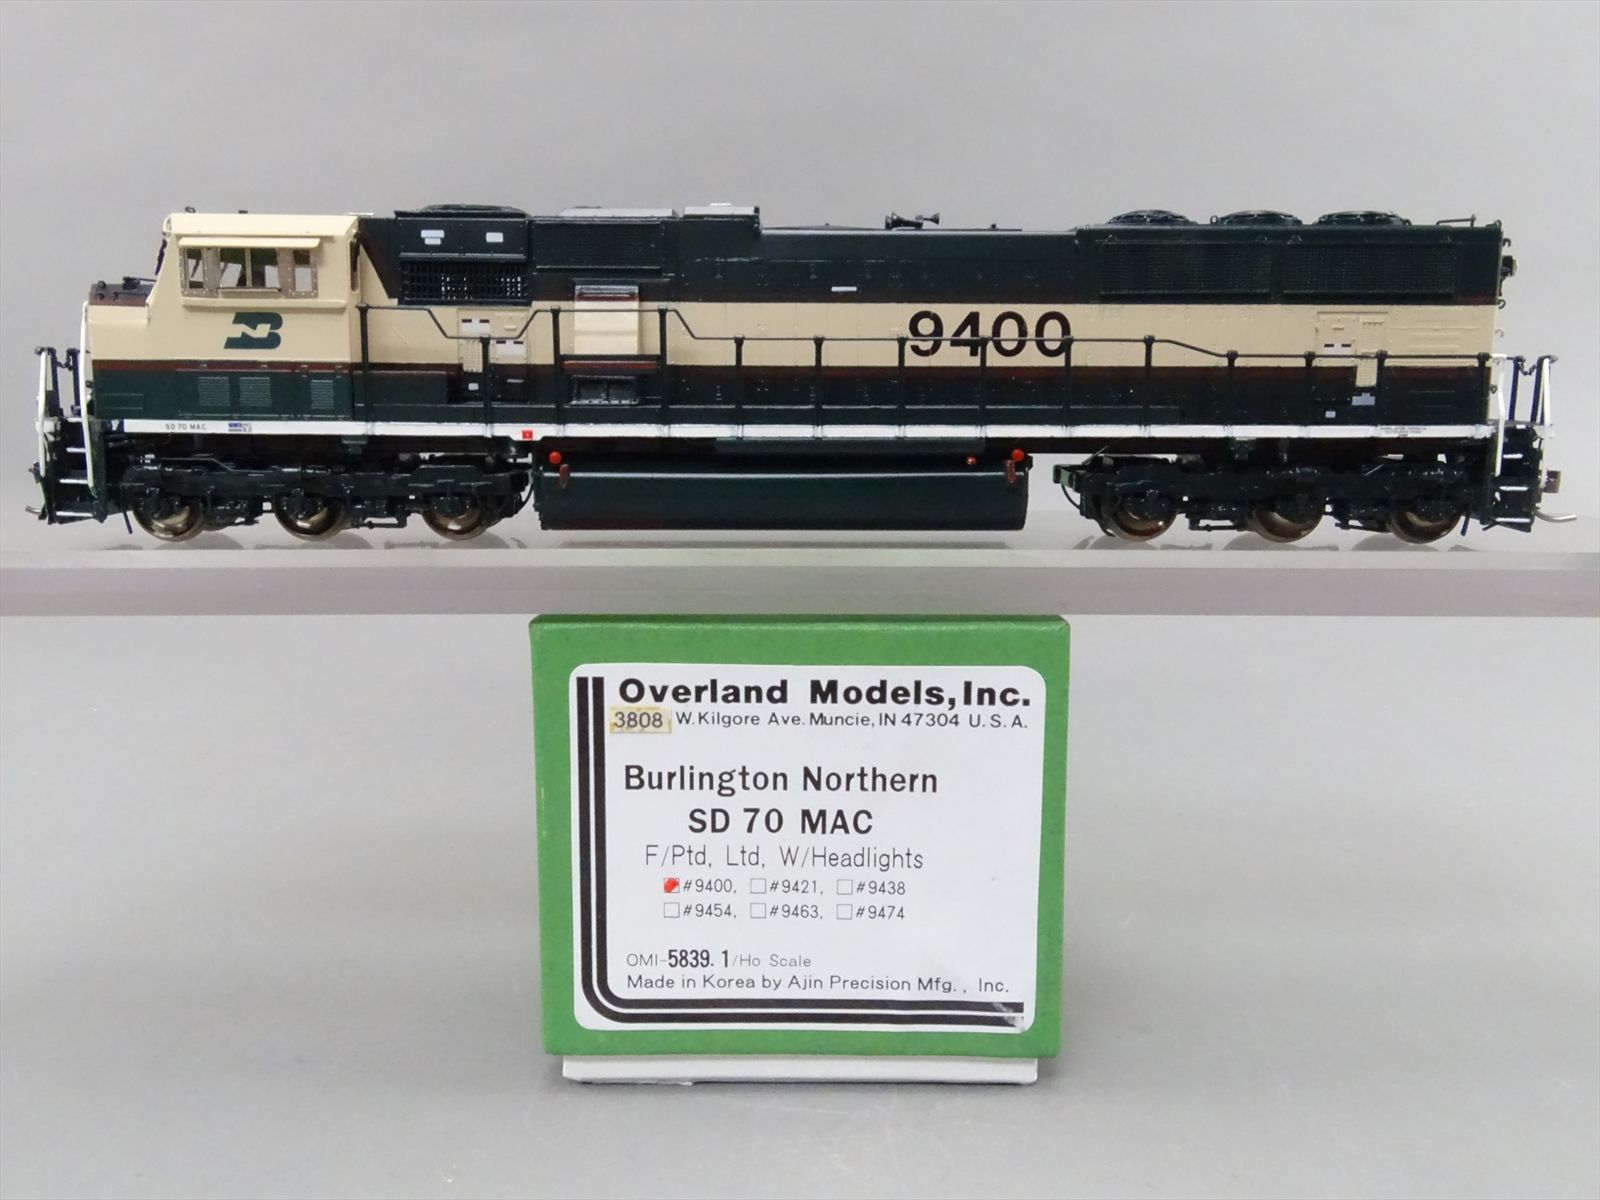 9400
SD 70 MAC
Overland Models, Inc.
3808 W. Kilgore Ave. Muncie, IN 47304 U. S. A.
Burlington Northern
SD 70 MAC
F/Ptd, Ltd, W/Headlights
#9400, #9421, #9438
#9454, #9463, #9474
OMI-5839. 1/Ho Scale
Made in Korea by Ajin Precision Mfg., Inc.